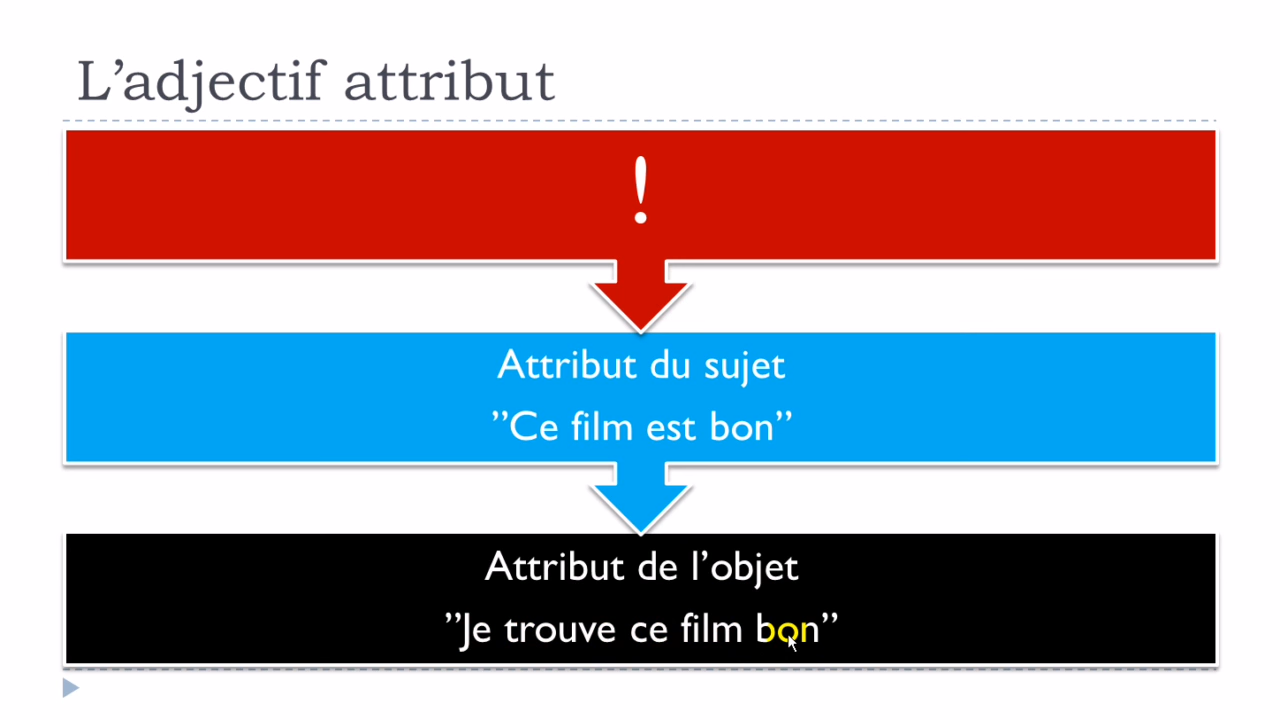 L’adjectif attribut
!
Attribut du sujet
”Ce film est bon”
Attribut de l’objet
”Je trouve ce film bon”